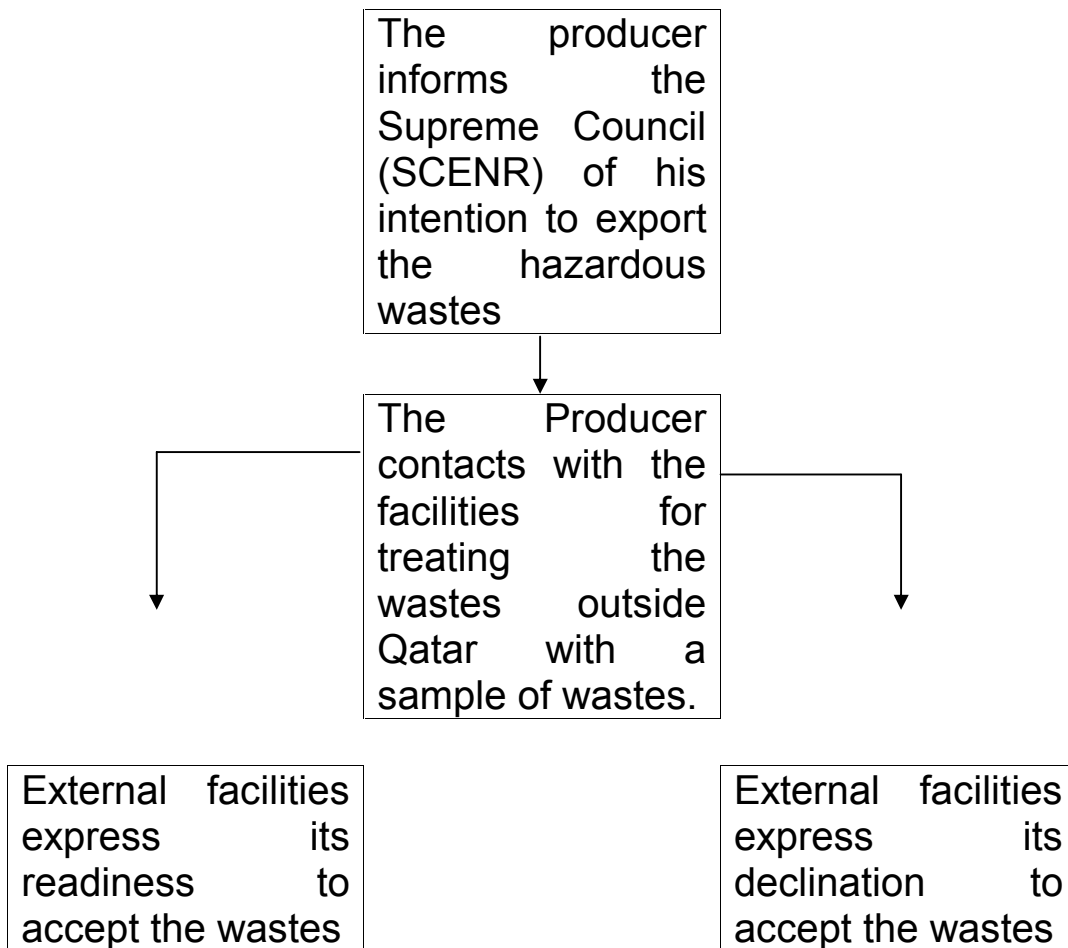 The producer
informs the
Supreme Council
(SCENR) of his
intention to export
the hazardous
wastes
The Producer
contacts with the
facilities for
treating the
wastes outside
Qatar with a
sample of wastes.
External facilities
express its
readiness to
accept the wastes
External facilities
express its
declination to
accept the wastes